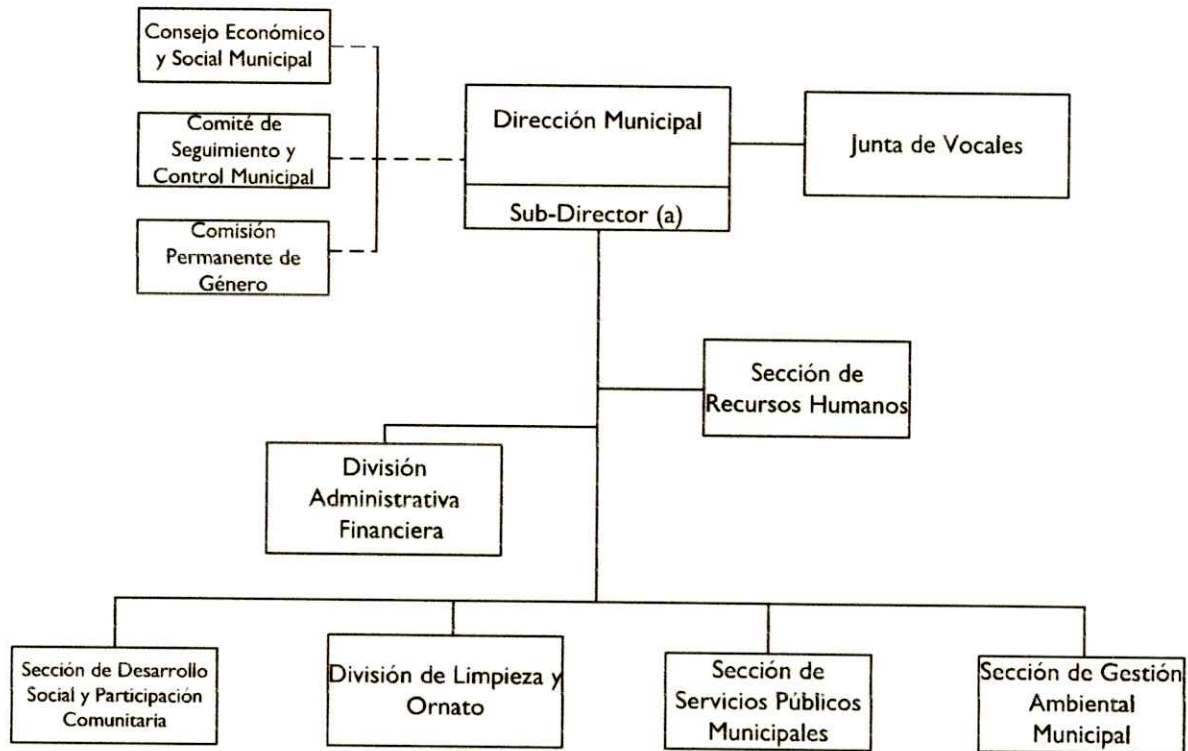 Consejo Económico
y Social Municipal
Comité de
Seguimiento y
Control Municipal
Comisión
Permanente de
Género
Dirección Municipal
Sub-Director (a)
Junta de Vocales
Sección de
Recursos Humanos
División
Administrativa
Financiera
Sección de Desarrollo
Social y Participación
Comunitaria
División de Limpieza y
Ornato
Sección de
Servicios Públicos
Municipales
Sección de Gestión
Ambiental
Municipal